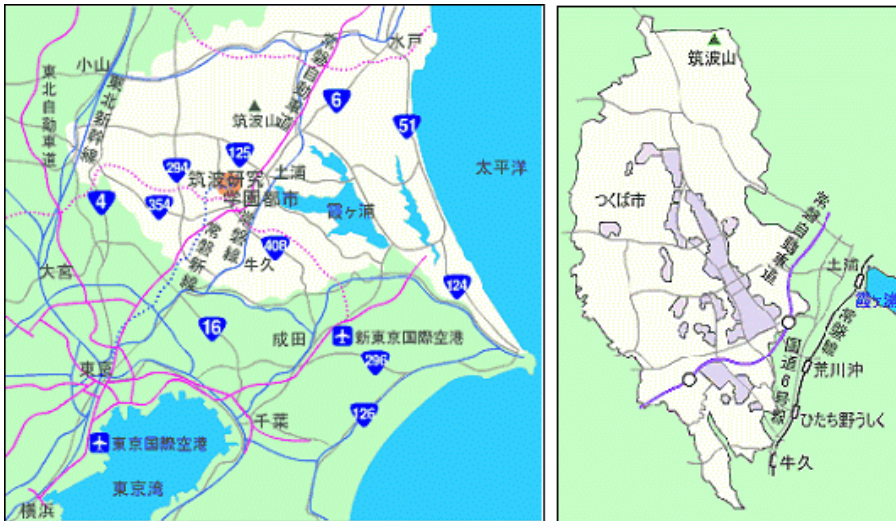 小山
水戸
東北自動車道
東北新幹線
常磐自動車道
6
筑波山
51
125
294
土浦
筑波研究
学園都市
太平洋
4
354
霞ヶ浦
常磐線
常磐新線
408
牛久
大宮
124
16
成田
新東京国際空港
東京
296
千葉
126
東京国際空港
東京湾
横浜
筑波山
つくば市
常磐自動車道
土浦
霞ヶ浦
常磐線
国道6号線
荒川沖
ひたち野うしく
牛久